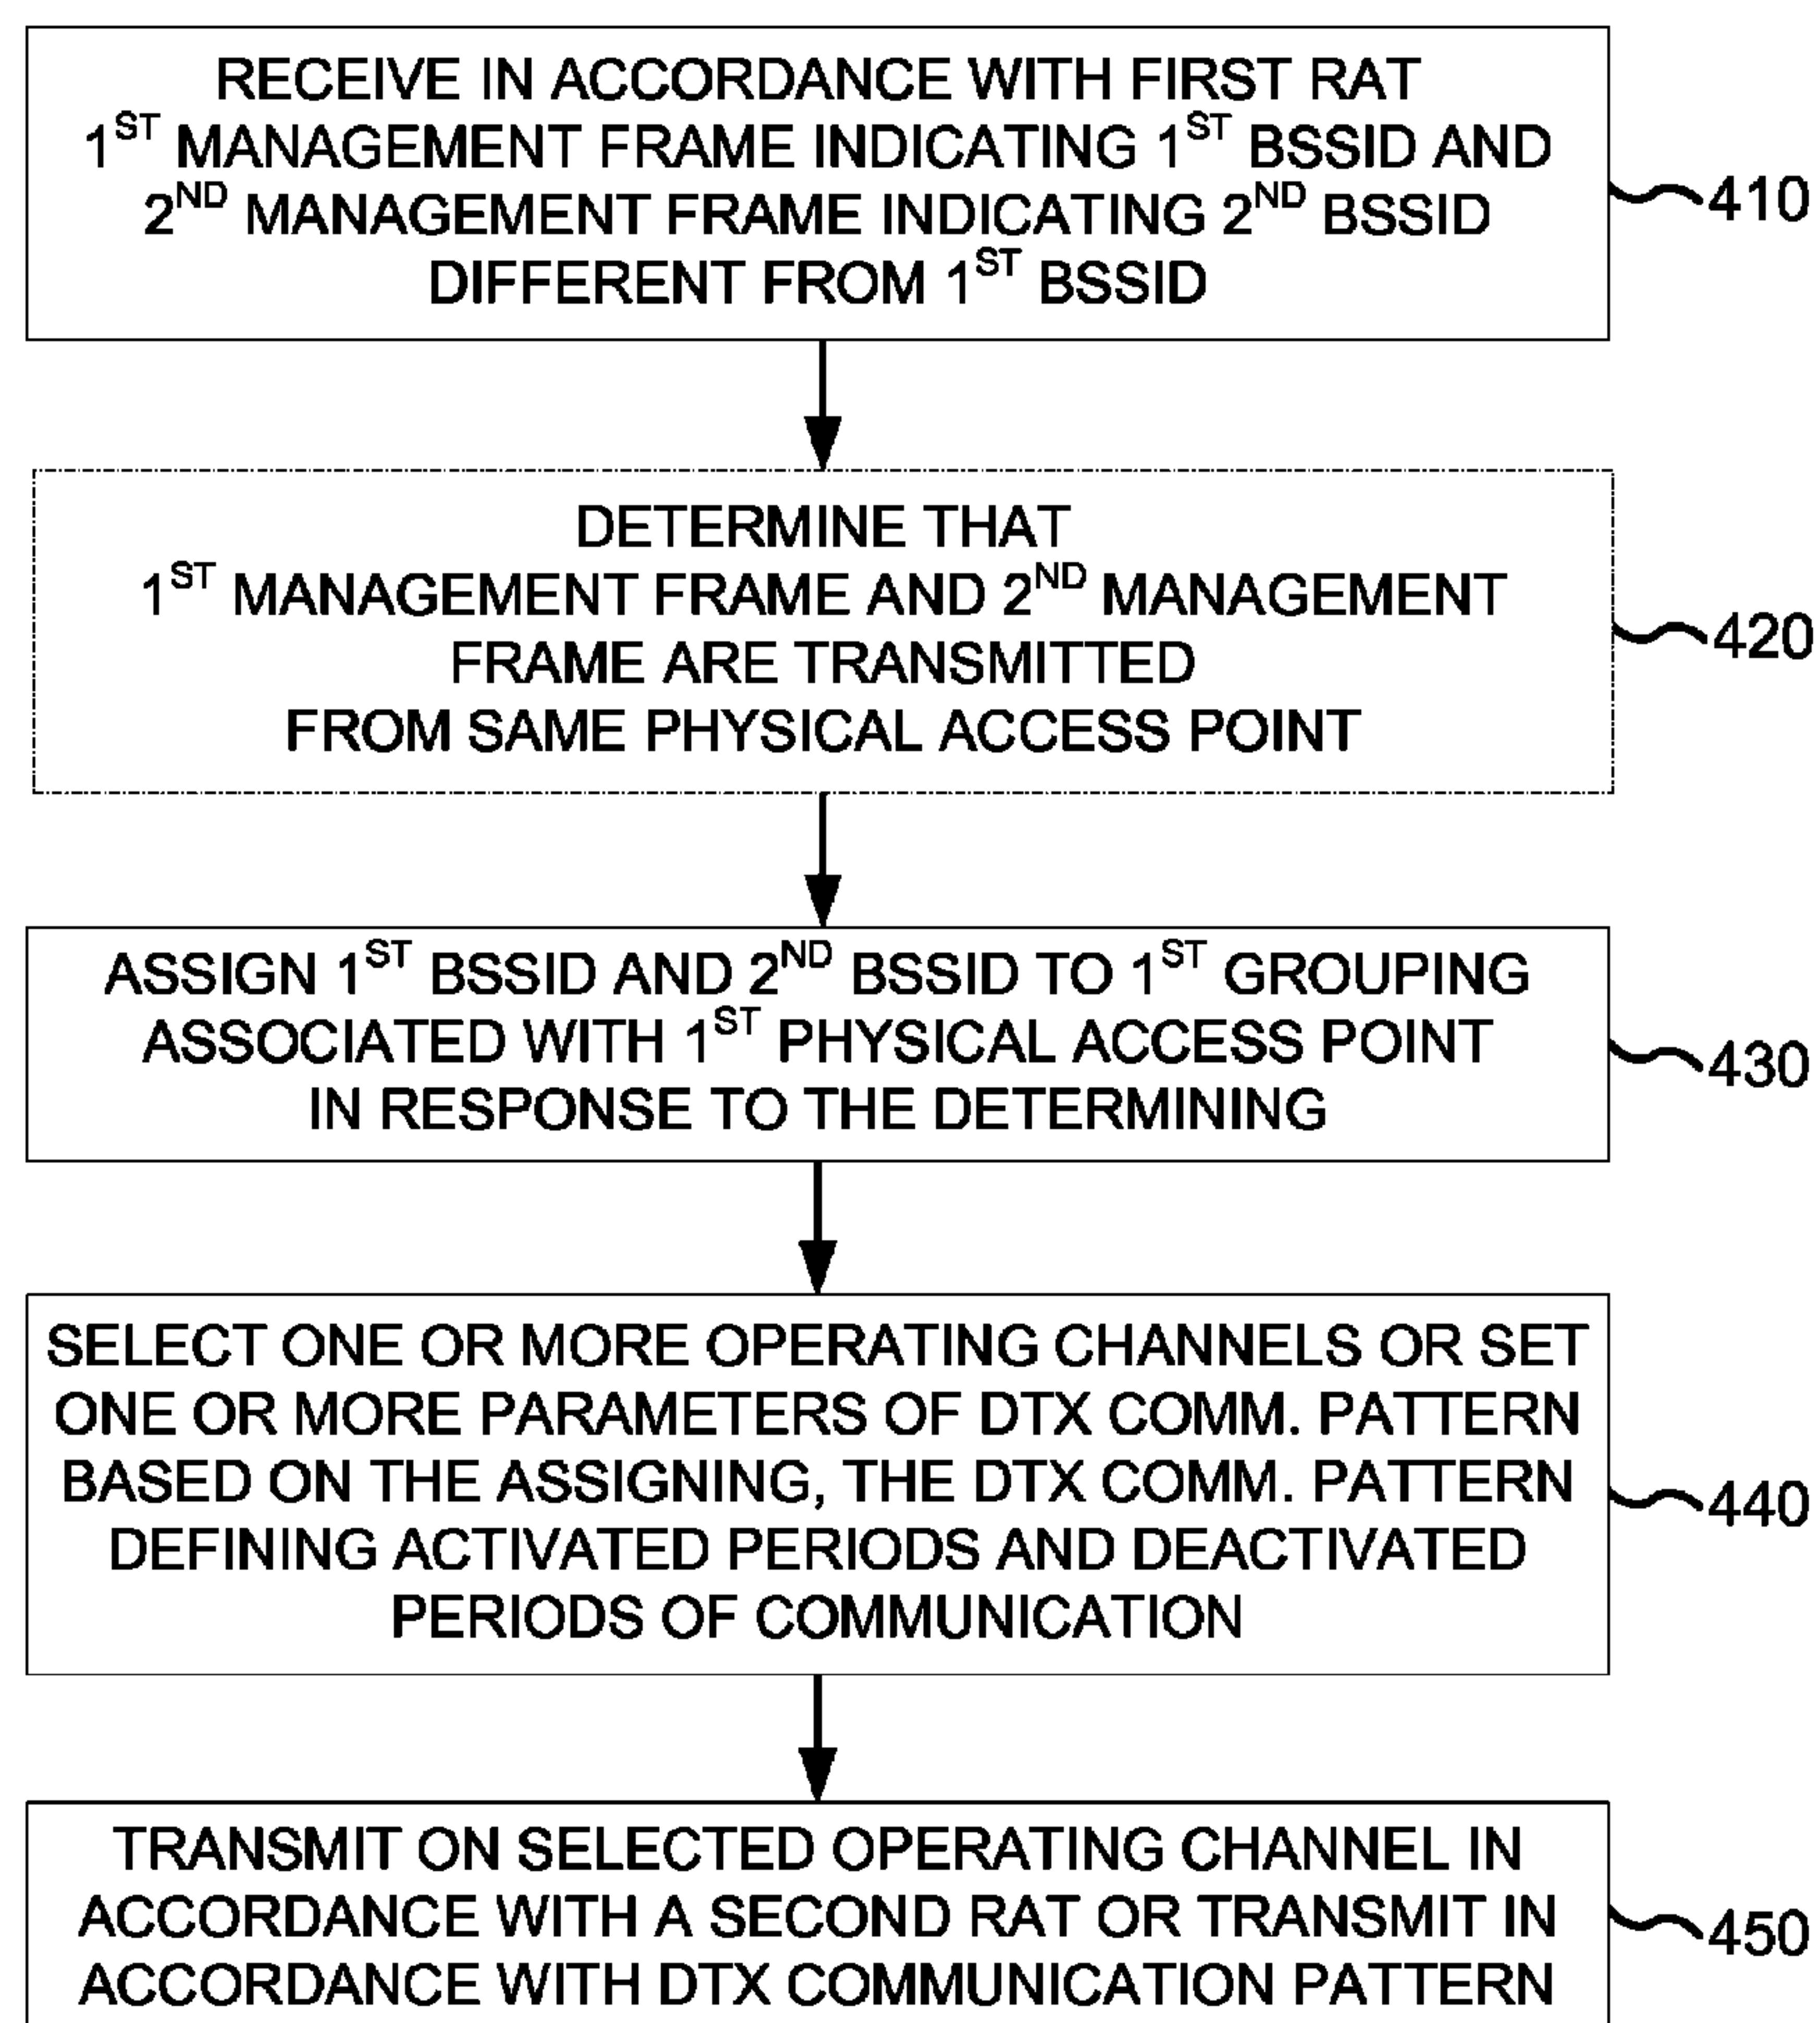 RECEIVE IN ACCORDANCE WITH FIRST RAT
1ST MANAGEMENT FRAME INDICATING 1ST BSSID AND
2ND MANAGEMENT FRAME INDICATING 2ND BSSID
DIFFERENT FROM 1ST BSSID
410
DETERMINE THAT
1ST MANAGEMENT FRAME AND 2ND MANAGEMENT
FRAME ARE TRANSMITTED
FROM SAME PHYSICAL ACCESS POINT
420
ASSIGN 1ST BSSID AND 2ND BSSID TO 1ST GROUPING
ASSOCIATED WITH 1ST PHYSICAL ACCESS POINT
IN RESPONSE TO THE DETERMINING
430
SELECT ONE OR MORE OPERATING CHANNELS OR SET
ONE OR MORE PARAMETERS OF DTX COMM. PATTERN
BASED ON THE ASSIGNING, THE DTX COMM. PATTERN
DEFINING ACTIVATED PERIODS AND DEACTIVATED
PERIODS OF COMMUNICATION
440
TRANSMIT ON SELECTED OPERATING CHANNEL IN
ACCORDANCE WITH A SECOND RAT OR TRANSMIT IN
ACCORDANCE WITH DTX COMMUNICATION PATTERN
450